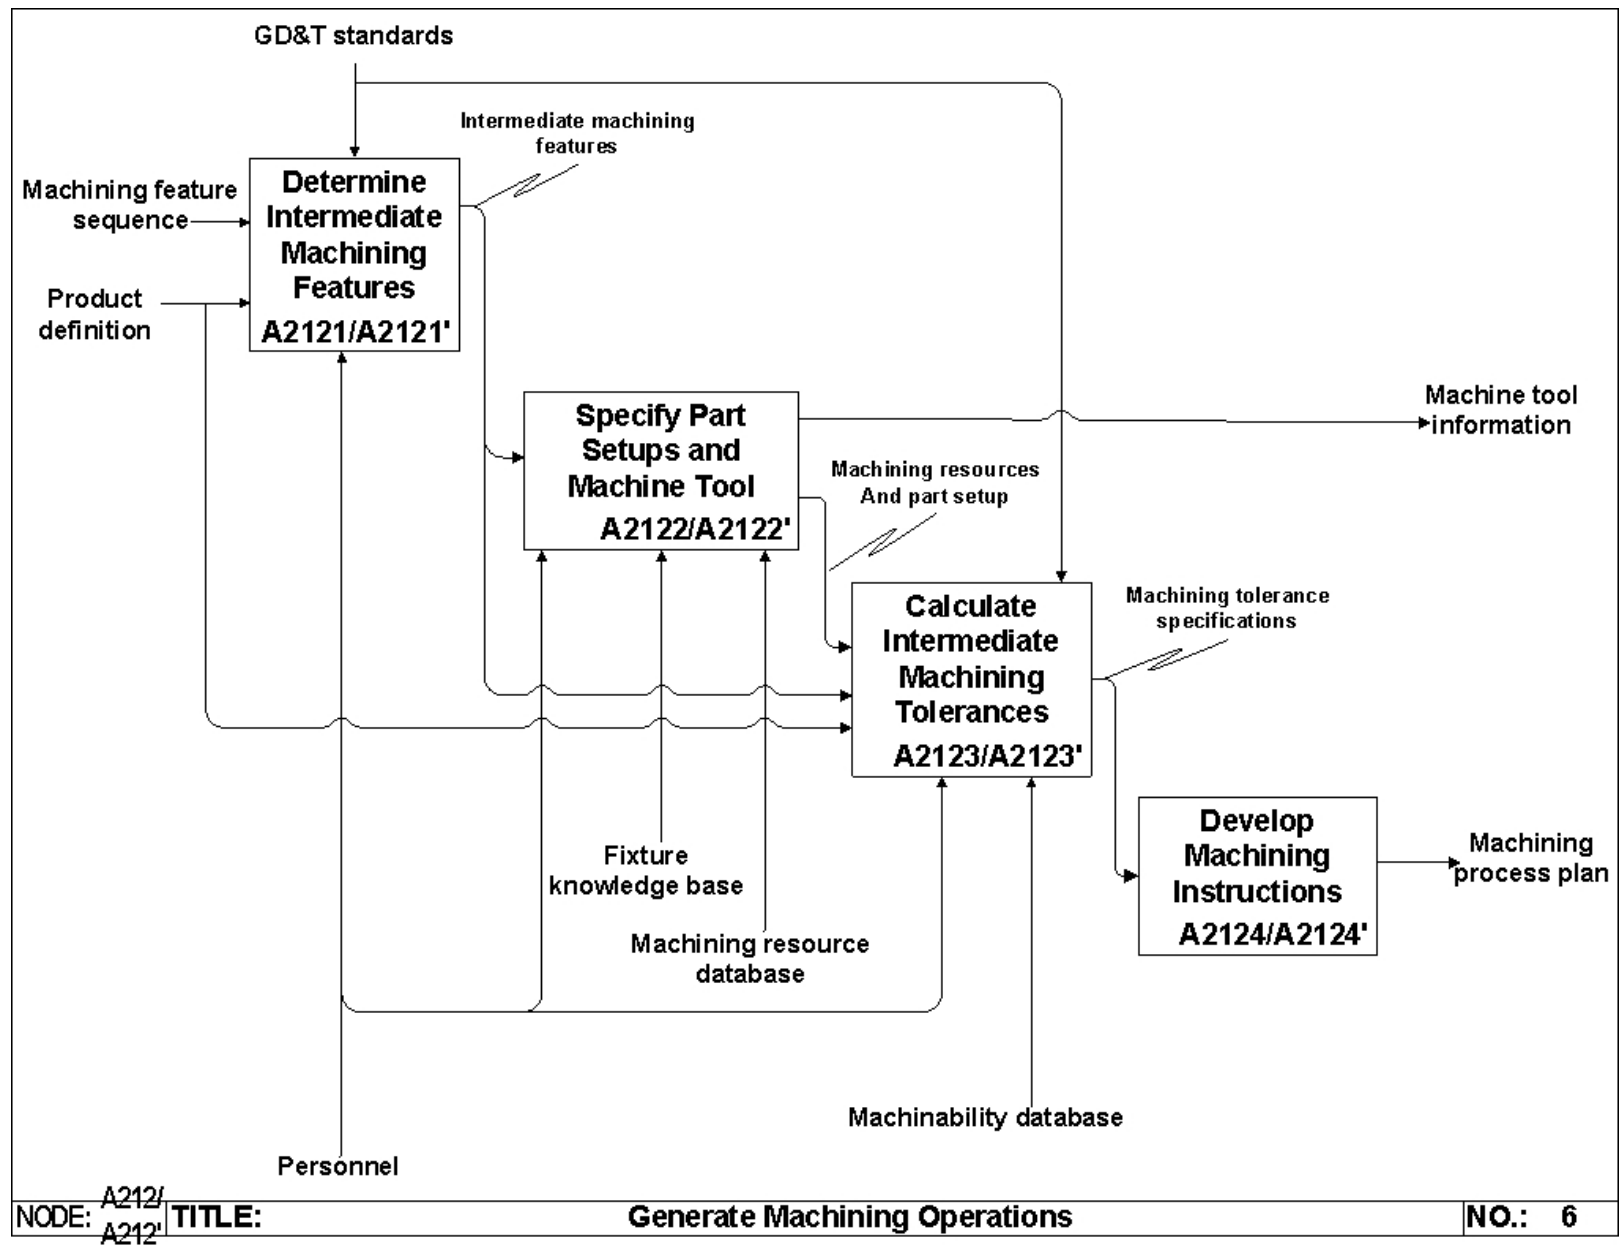 GD&T standards
Intermediate machining
features
Machining feature
sequence
Determine
Intermediate
Machining
Features
A2121/A2121'
Product
definition
Specify Part
Setups and
Machine Tool
A2122/A2122'
Machine tool
information
Machining resources
And part setup
Calculate
Intermediate
Machining
Tolerances
A2123/A2123'
Machining tolerance
specifications
Develop
Machining
Instructions
A2124/A2124'
Machining
process plan
Fixture
knowledge base
Machining resource
database
Machinability database
Personnel
NODE: A212/
A212'
TITLE: Generate Machining Operations
NO.: 6